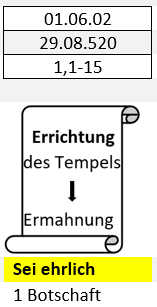 01.06.02
29.08.520
1,1-15
Errichtung
des Tempels
Ermahnung
Sei ehrlich
1 Botschaft